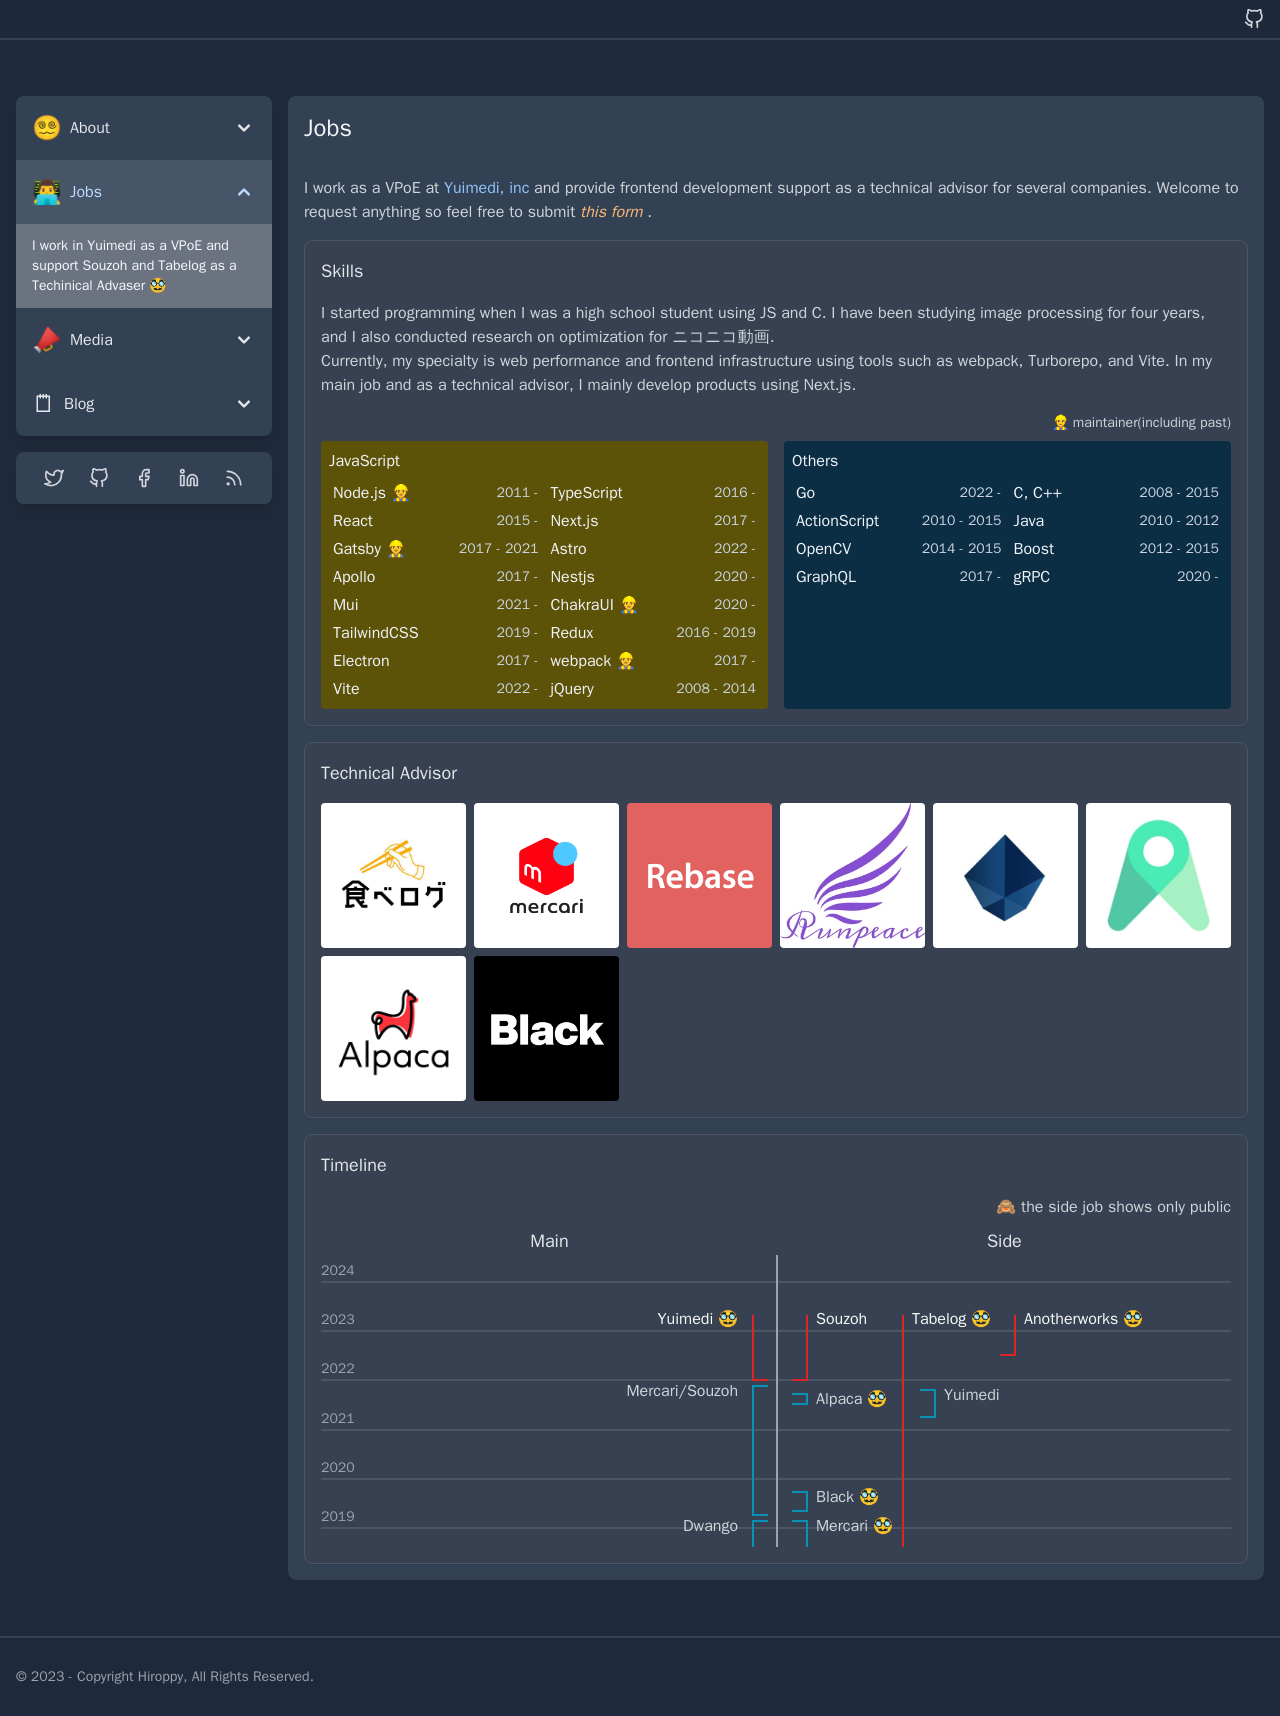 About
Jobs
I work in Yuimedi as a VPoE and
support Souzoh and Tabelog as a
Techinical Advaser 🥸
Media
Blog
Jobs
I work as a VPoE at Yuimedi, inc and provide frontend development support as a technical advisor for several companies. Welcome to
request anything so feel free to submit this form .
Skills
I started programming when I was a high school student using JS and C. I have been studying image processing for four years,
and I also conducted research on optimization for ニコニコ動画.
Currently, my specialty is web performance and frontend infrastructure using tools such as webpack, Turborepo, and Vite. In my
main job and as a technical advisor, I mainly develop products using Next.js.
👷 maintainer(including past)
JavaScript
Node.js 👷 2011 - TypeScript 2016 -
React 2015 - Next.js 2017 -
Gatsby 👷 2017 - 2021 Astro 2022 -
Apollo 2017 - Nestjs 2020 -
Mui 2021 - ChakraUI 👷 2020 -
TailwindCSS 2019 - Redux 2016 - 2019
Electron 2017 - webpack 👷 2017 -
Vite 2022 - jQuery 2008 - 2014
Others
Go 2022 - C, C++ 2008 - 2015
ActionScript 2010 - 2015 Java 2010 - 2012
OpenCV 2014 - 2015 Boost 2012 - 2015
GraphQL 2017 - gRPC 2020 -
Technical Advisor
食べログ
m
mercari
Rebase
Runpeace
Alpaca
Black
Timeline
🙈 the side job shows only public
Main Side
2024
2023 Yuimedi 🥸 Souzoh Tabelog 🥸 Anotherworks 🥸
2022
Mercari/Souzoh Alpaca 🥸 Yuimedi
2021
2020
Black 🥸
2019 Dwango Mercari 🥸
© 2023 - Copyright Hiroppy, All Rights Reserved.